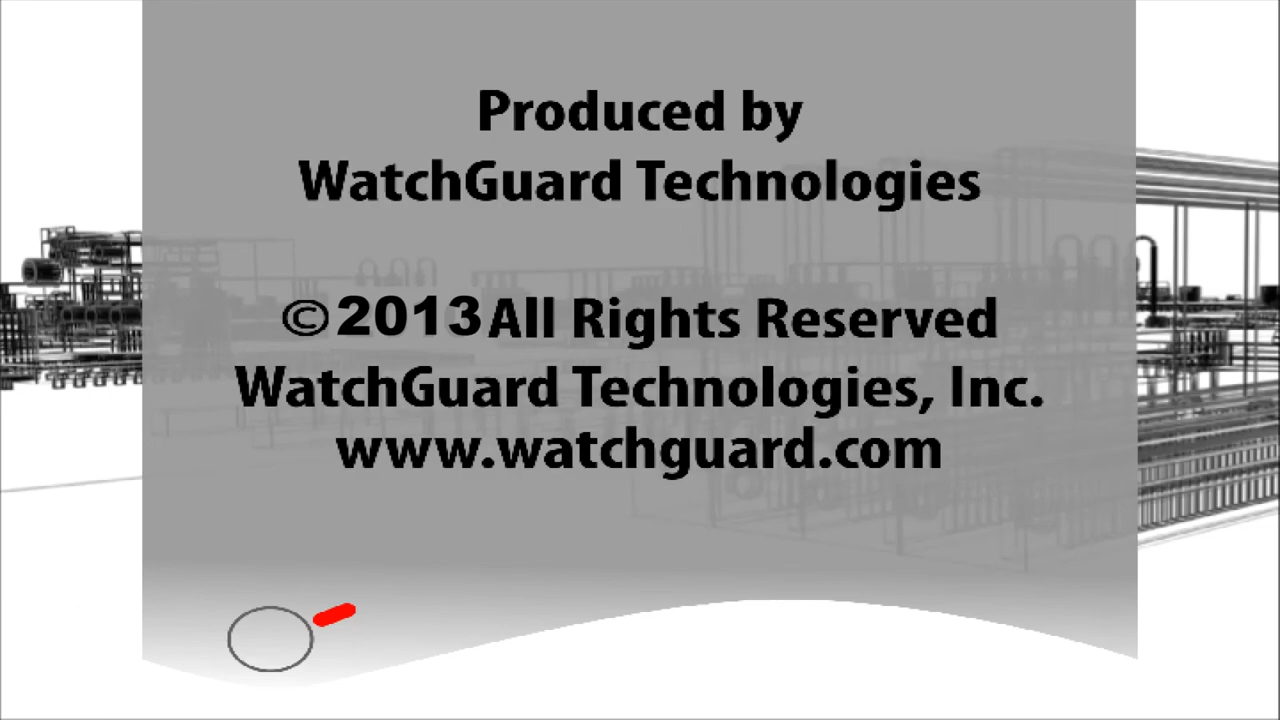 Produced by
WatchGuard Technologies
© 2013 All Rights Reserved
WatchGuard Technologies, Inc.
www.watchguard.com